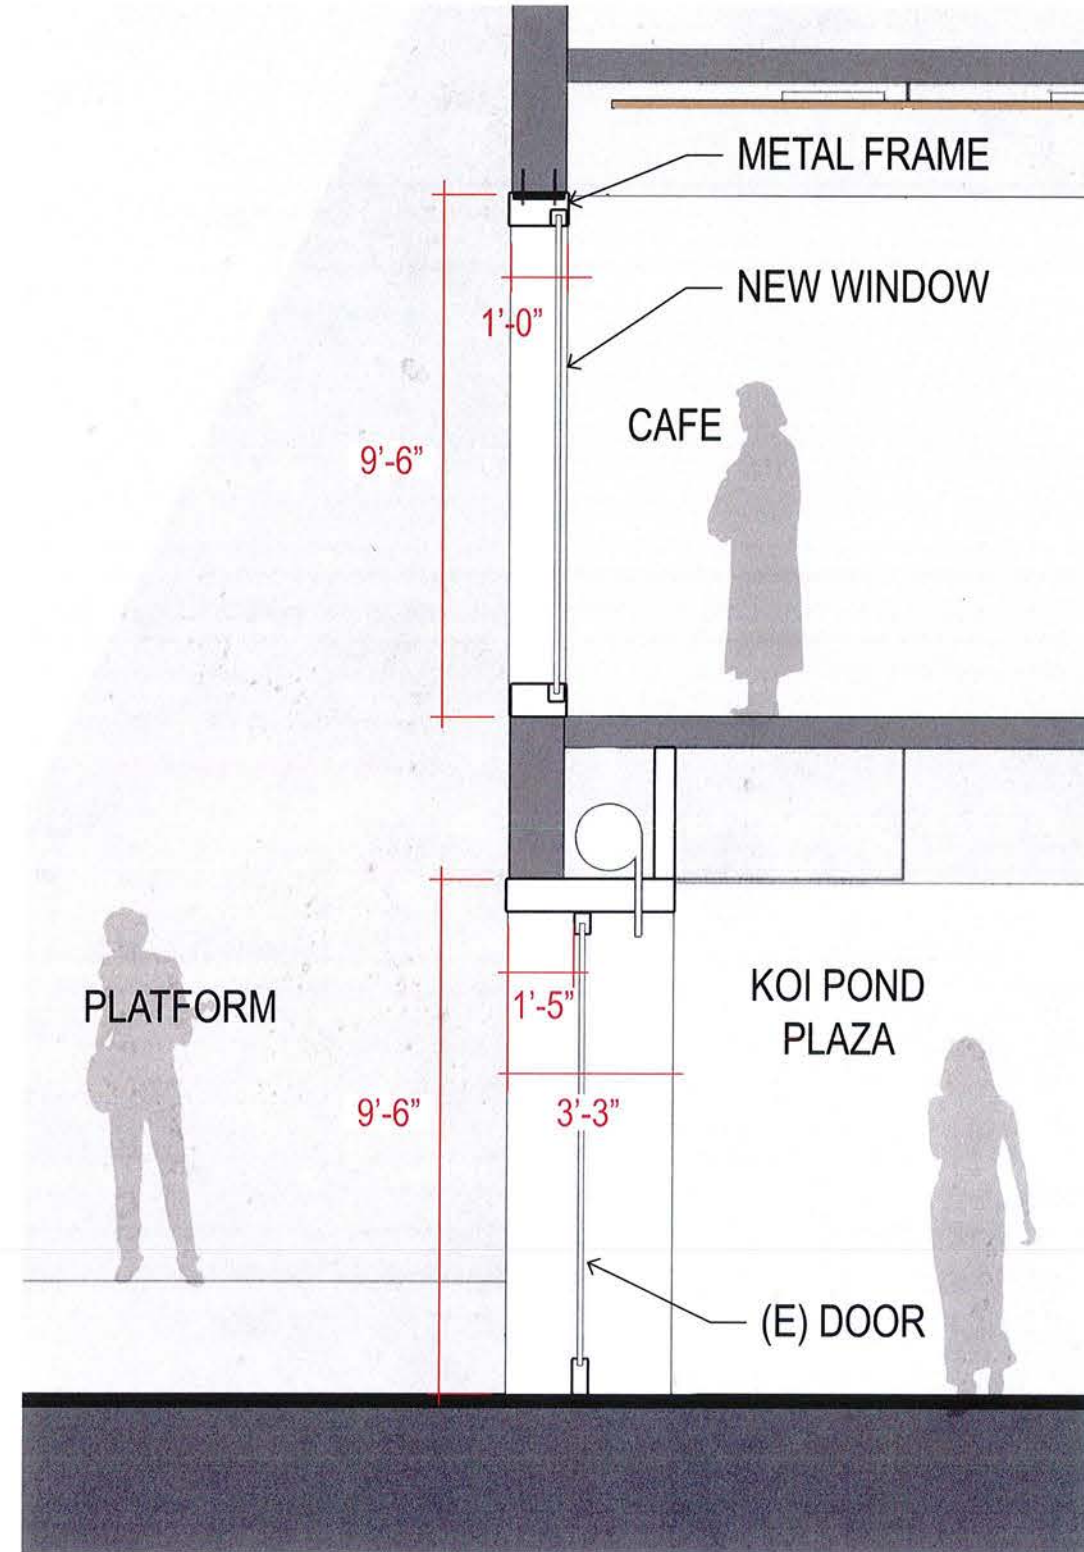 METAL FRAME
NEW WINDOW
1’-0”
CAFE
9’-6”
PLATFORM
1’-5”
KOI POND
PLAZA
9’-6”
3’-3”
(E) DOOR